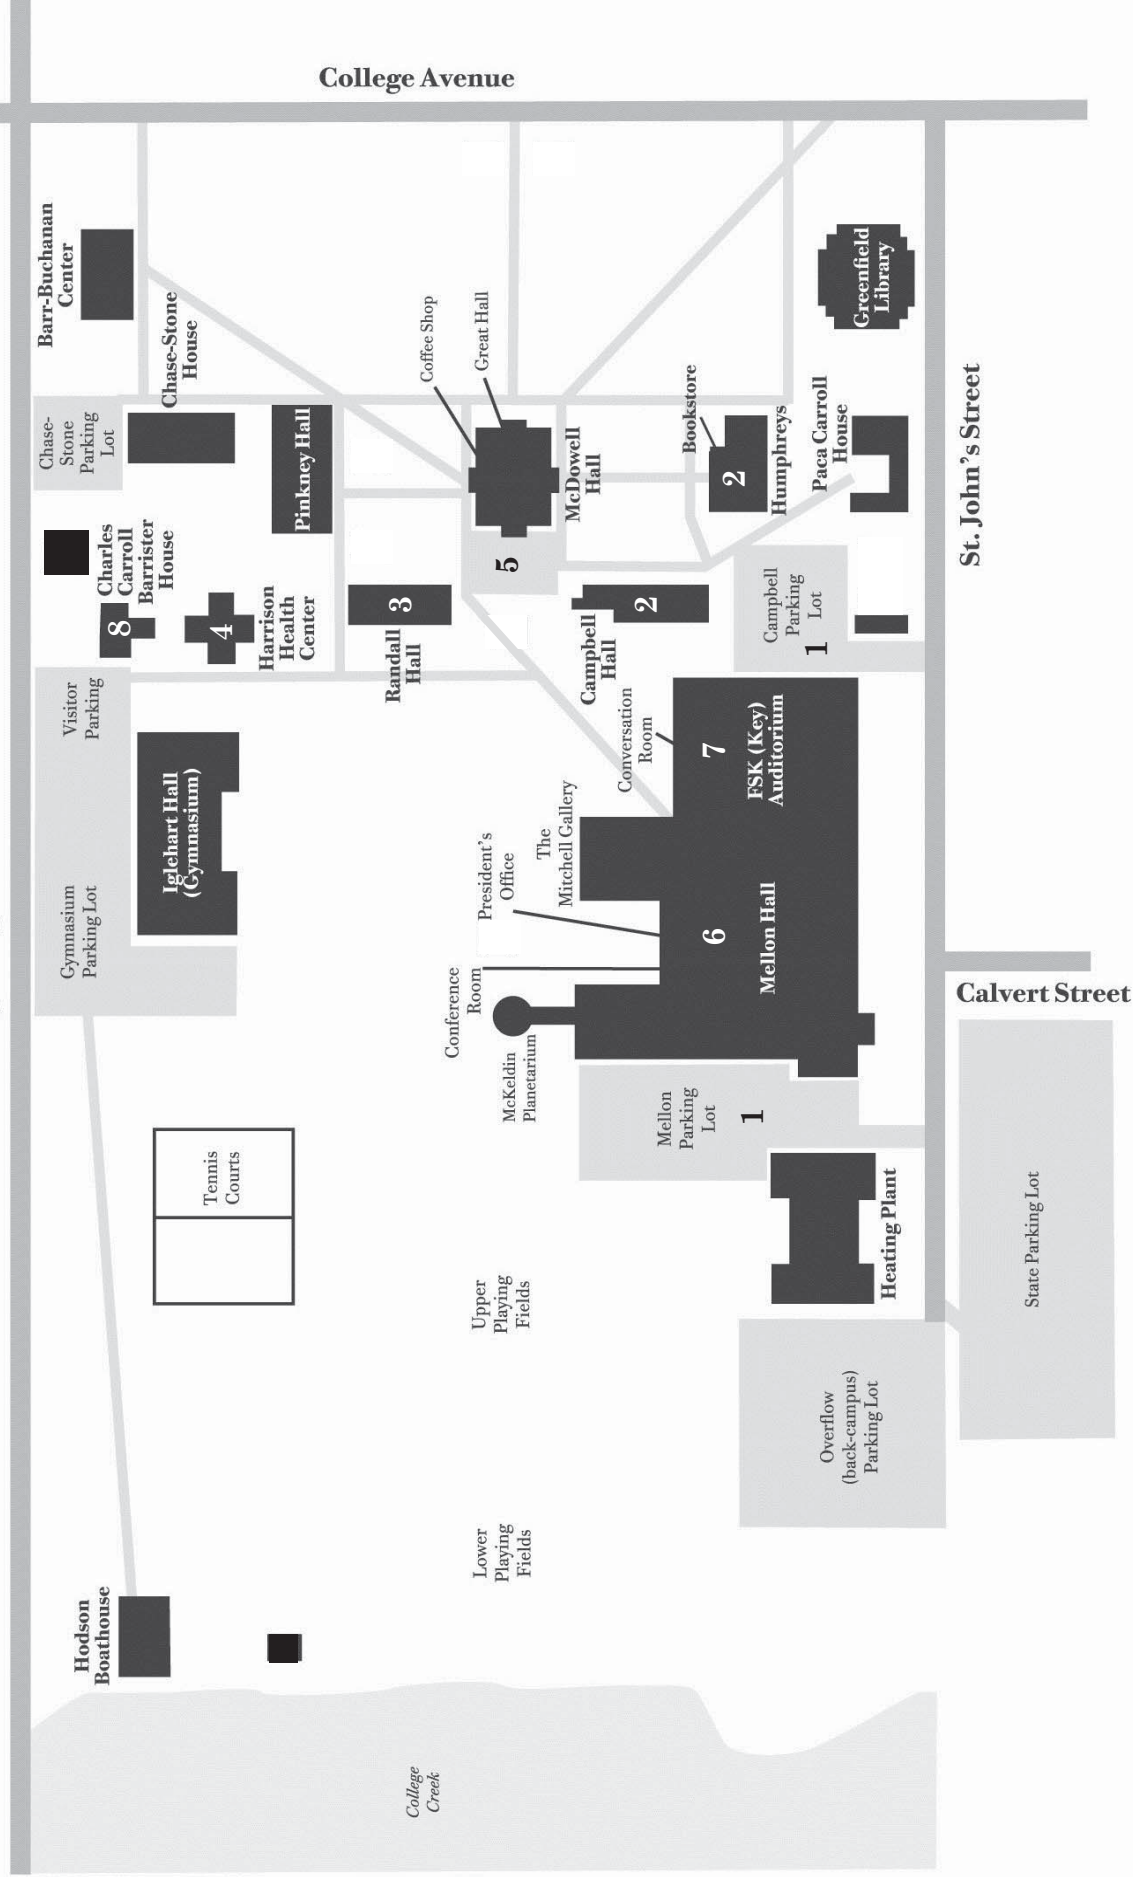 College Avenue
Barr-Buchanan
Center
Greenfield
Library
Chase-Stone
House
Coffee Shop
Great Hall
Chase-
Stone
Parking
Lot
Pinkney Hall
McDowell
Hall
Bookstore
2
Humphreys
Paca Carroll
House
St. John's Street
Charles
Carroll
Barrister
House
8
4
Harrison
Health
Center
3
Randall
Hall
5
2
Campbell
Hall
Campbell
Parking
Lot
1
Visitor
Parking
Iglehart Hall
(Gymnasium)
Gymnasium
Parking Lot
Conversation
Room
7
FSK (Key)
Auditorium
The
Mitchell Gallery
President's
Office
6
Mellon Hall
Conference
Room
McKeldin
Planetarium
Calvert Street
Mellon
Parking
Lot
1
Tennis
Courts
Heating Plant
State Parking Lot
Upper
Playing
Fields
Overflow
(back-campus)
Parking Lot
Lower
Playing
Fields
Hodson
Boathouse
College
Creek